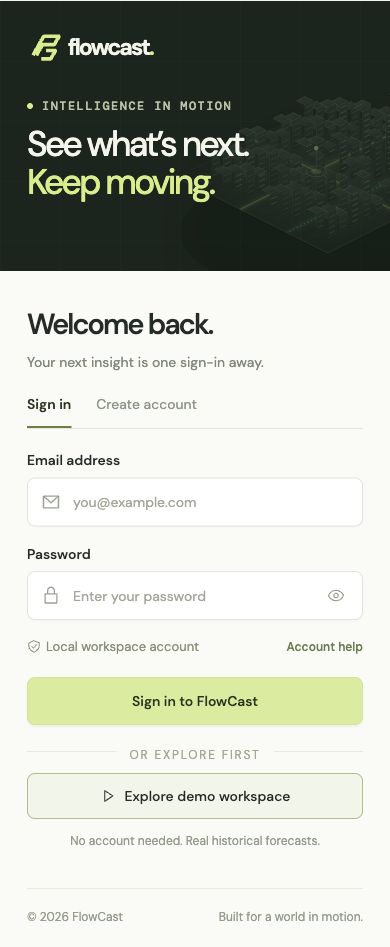 flowcast.
INTELLIGENCE IN MOTION
See what's next.
Keep moving.
Welcome back.
Your next insight is one sign-in away.
Sign in Create account
Email address
you@example.com
Password
Enter your password
Local workspace account Account help
Sign in to FlowCast
OR EXPLORE FIRST
Explore demo workspace
No account needed. Real historical forecasts.
© 2026 FlowCast Built for a world in motion.